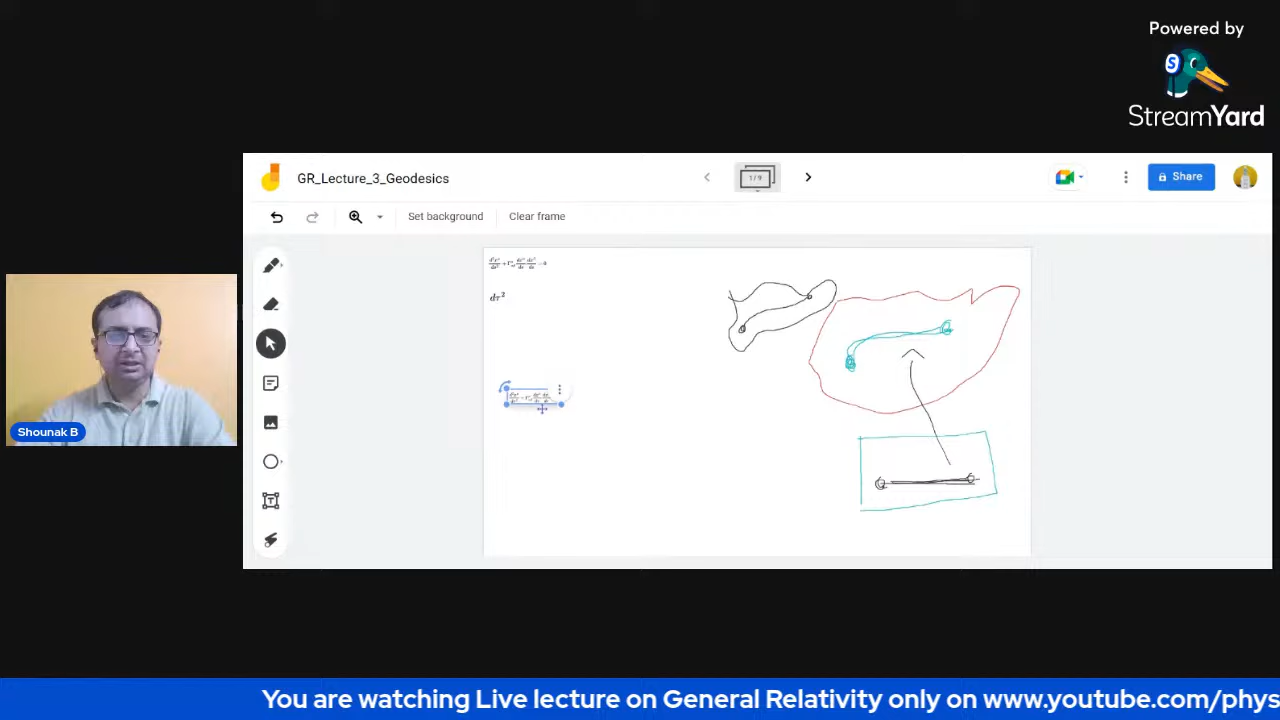 Powered by
S
StreamYard
GR_Lecture_3_Geodesics
1/9
Share
Set background
Clear frame
dτ²
T
Shounak B
You are watching Live lecture on General Relativity only on www.youtube.com/phys